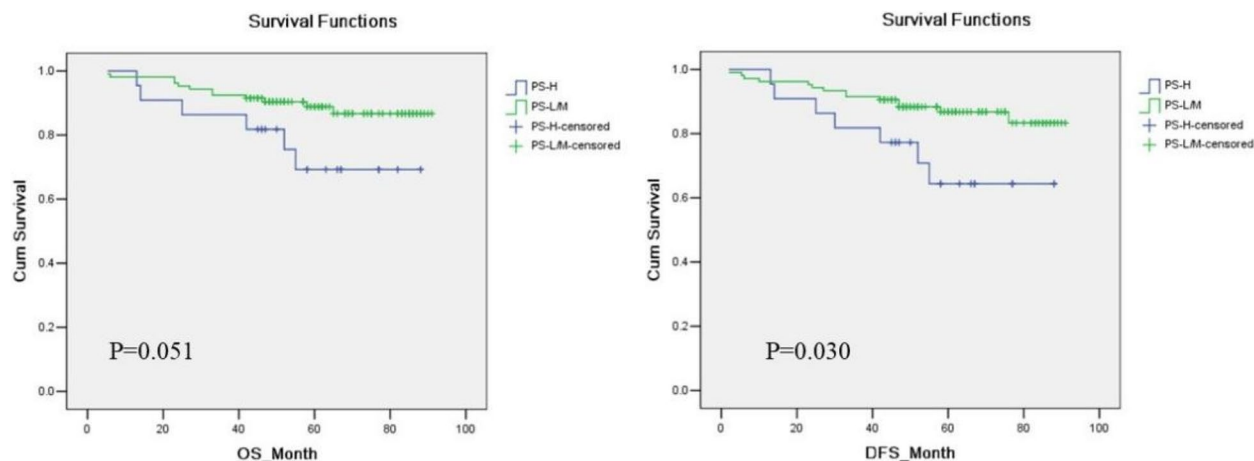 Survival Functions
Cum Survival
1.0
0.8
0.6
0.4
0.2
0.0
P=0.051
0 20 40 60 80 100
OS_Month
PS-H
PS-L/M
PS-H-censored
PS-L/M-censored
Survival Functions
Cum Survival
1.0
0.8
0.6
0.4
0.2
0.0
P=0.030
0 20 40 60 80 100
DFS_Month
PS-H
PS-L/M
PS-H-censored
PS-L/M-censored